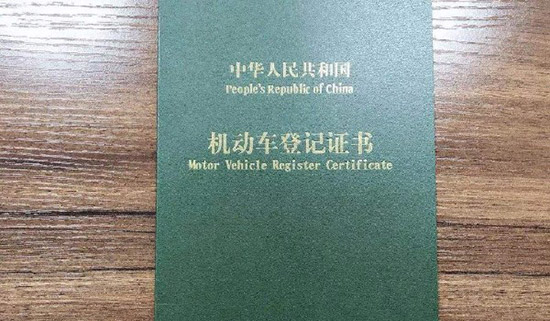 中华人民共和国
People's Republic of China
机动车登记证书
Motor Vehicle Register Certificate